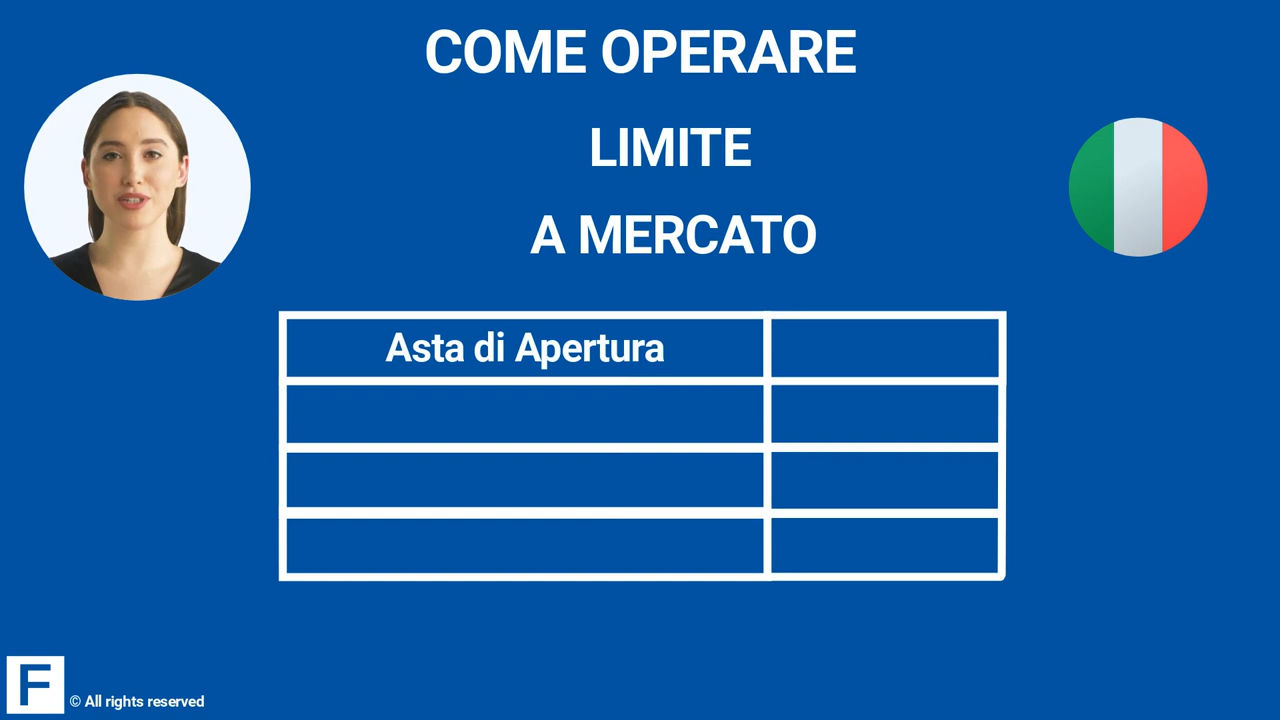 COME OPERARE
LIMITE
A MERCATO
Asta di Apertura
F
© All rights reserved